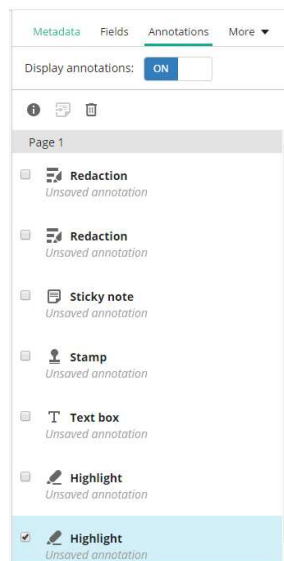 Metadata Fields Annotations More
Display annotations: ON
Page 1
Redaction
Unsaved annotation
Redaction
Unsaved annotation
Sticky note
Unsaved annotation
Stamp
Unsaved annotation
Text box
Unsaved annotation
Highlight
Unsaved annotation
Highlight
Unsaved annotation